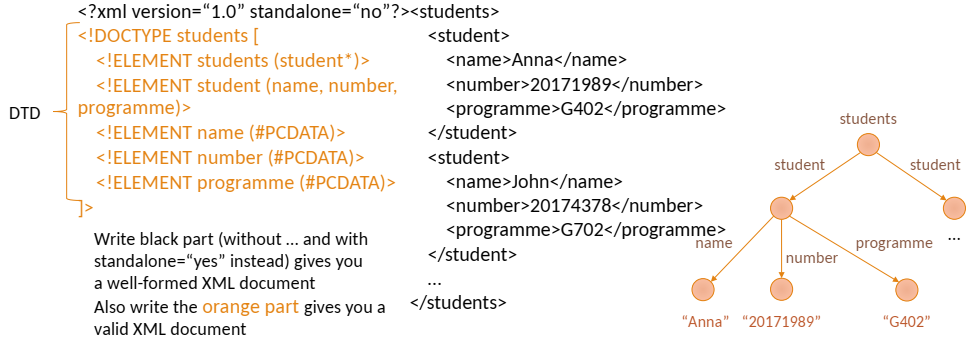 <?xml version=“1.0” standalone=“no”?>
<!DOCTYPE students [
<!ELEMENT students (student*)>
<!ELEMENT student (name, number,
programme)>
<!ELEMENT name (#PCDATA)>
<!ELEMENT number (#PCDATA)>
<!ELEMENT programme (#PCDATA)>
]>
DTD
Write black part (without ... and with
standalone=“yes” instead) gives you
a well-formed XML document
Also write the orange part gives you a
valid XML document
<students>
<student>
<name>Anna</name>
<number>20171989</number>
<programme>G402</programme>
</student>
<student>
<name>John</name>
<number>20174378</number>
<programme>G702</programme>
</student>
...
</students>
students
student
student
...
name
number
programme
“Anna”
“20171989”
“G402”